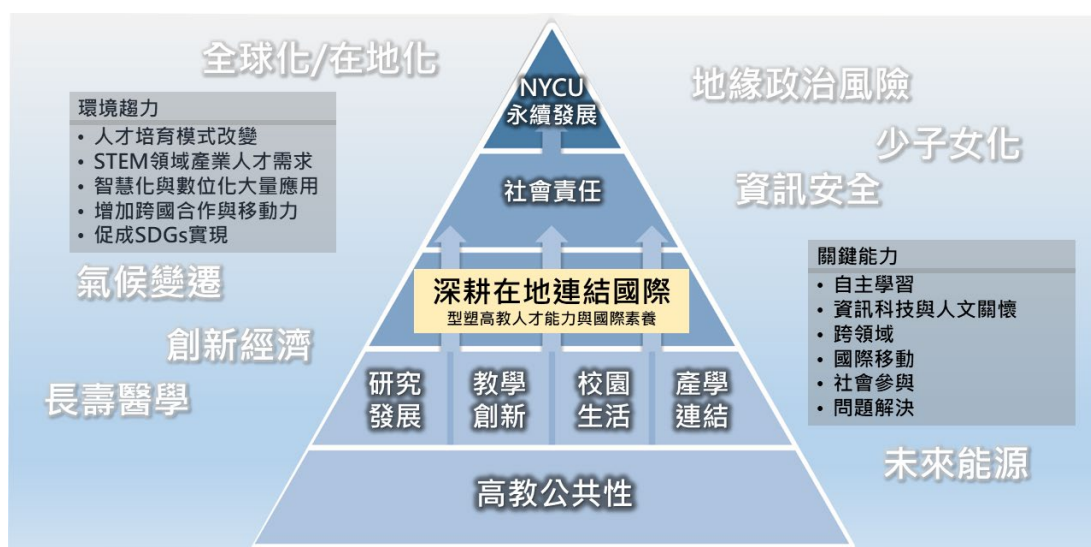 全球化/在地化
環境趨力
• 人才培育模式改變
• STEM領域產業人才需求
• 智慧化與數位化大量應用
• 增加跨國合作與移動力
• 促成SDGs實現
氣候變遷
創新經濟
長壽醫學
NYCU
永續發展
社會責任
深耕在地連結國際
型塑高教人才能力與國際素養
研究
發展
教學
創新
校園
生活
產學
連結
高教公共性
地緣政治風險
少子女化
資訊安全
關鍵能力
• 自主學習
• 資訊科技與人文關懷
• 跨領域
• 國際移動
• 社會參與
• 問題解決
未來能源